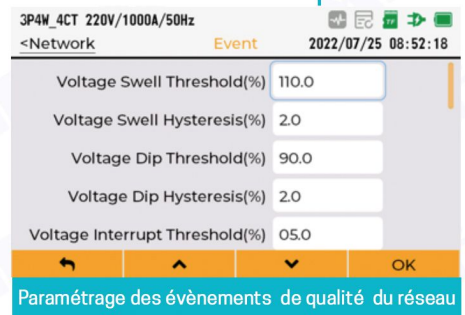 3P4W_4CT 220V/1000A/50Hz
<Network Event 2022/07/25 08:52:18
Voltage Swell Threshold(%) 110.0
Voltage Swell Hysteresis(%) 2.0
Voltage Dip Threshold(%) 90.0
Voltage Dip Hysteresis(%) 2.0
Voltage Interrupt Threshold(%) 05.0
OK
Paramétrage des évènements de qualité du réseau